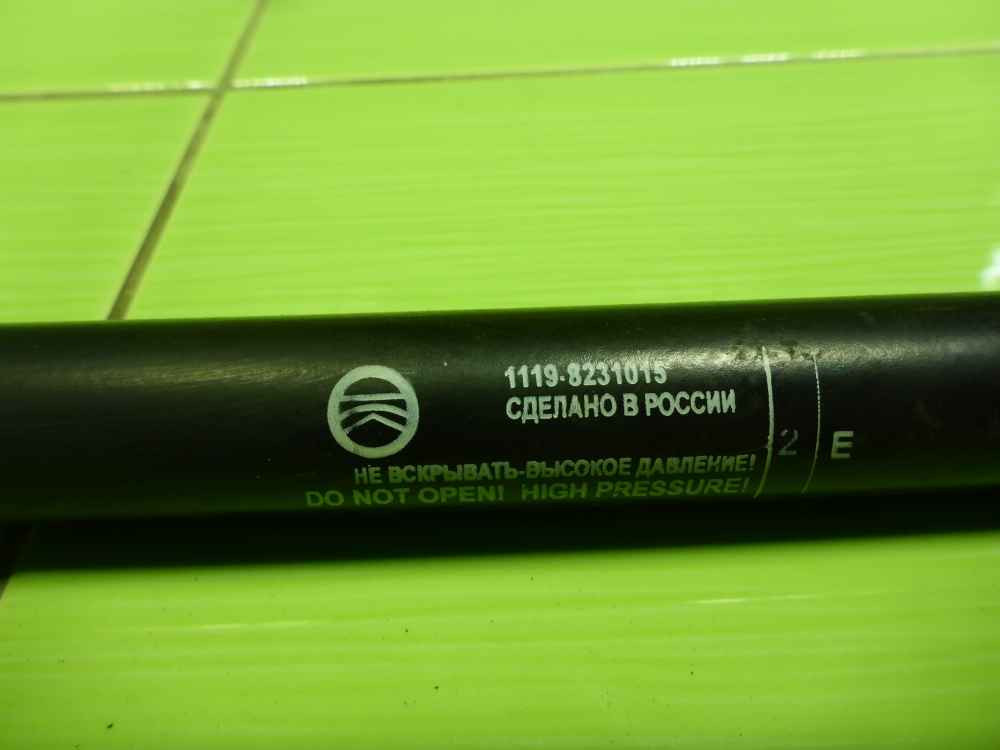 1119-8231015
СДЕЛАНО В РОССИИ
2 E
НЕ ВСКРЫВАТЬ-ВЫСОКОЕ ДАВЛЕНИЕ!
DO NOT OPEN! HIGH PRESSURE!